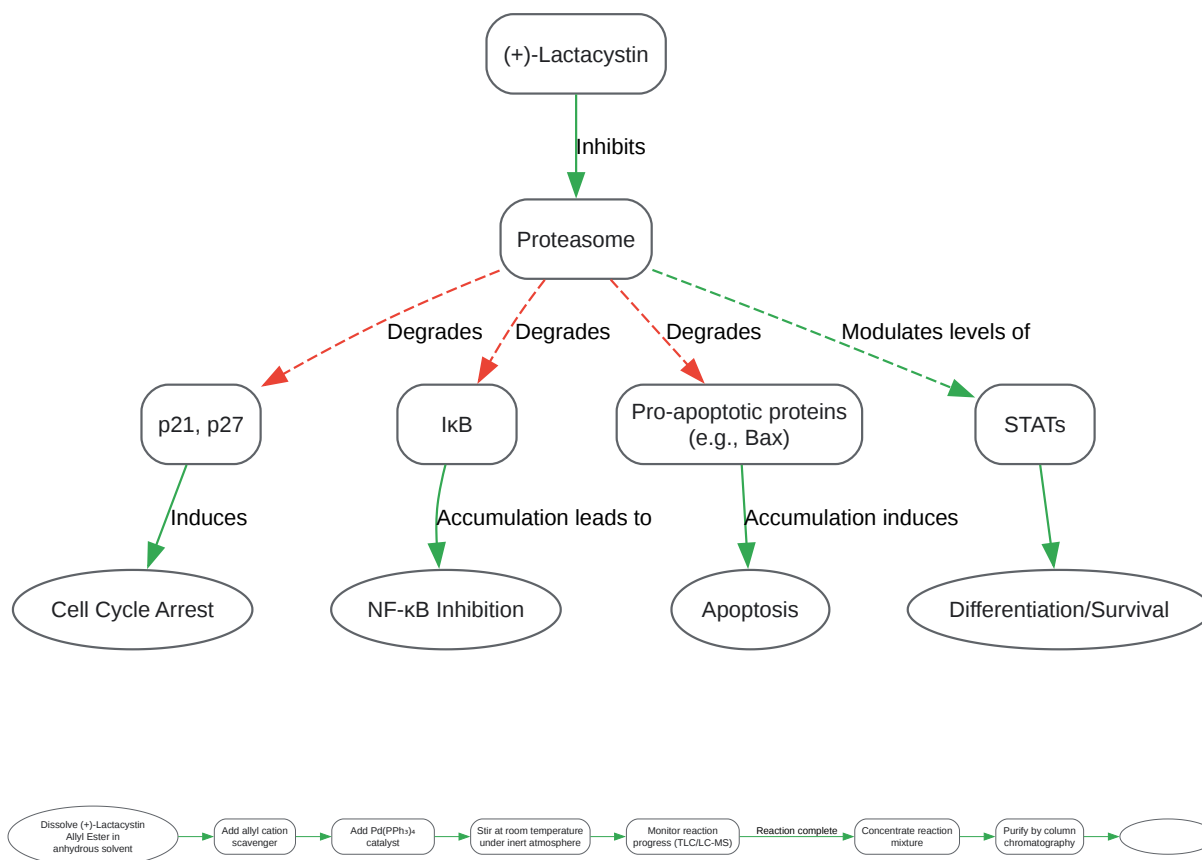 (+)-Lactacystin
Inhibits
Proteasome
Degrades
Degrades
Degrades
Modulates levels of
p21, p27
IκB
Pro-apoptotic proteins
(e.g., Bax)
STATs
Induces
Accumulation leads to
Accumulation induces
Cell Cycle Arrest
NF-κB Inhibition
Apoptosis
Differentiation/Survival
Dissolve (+)-Lactacystin
Allyl Ester in
anhydrous solvent
Add allyl cation
scavenger
Add Pd(PPh₃)₄
catalyst
Stir at room temperature
under inert atmosphere
Monitor reaction
progress (TLC/LC-MS)
Reaction complete
Concentrate reaction
mixture
Purify by column
chromatography